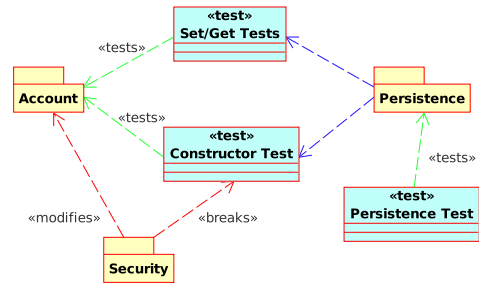 «test»
Set/Get Tests
«tests»
Account
Persistence
«tests»
«test»
Constructor Test
«tests»
«test»
Persistence Test
«modifies»
«breaks»
Security